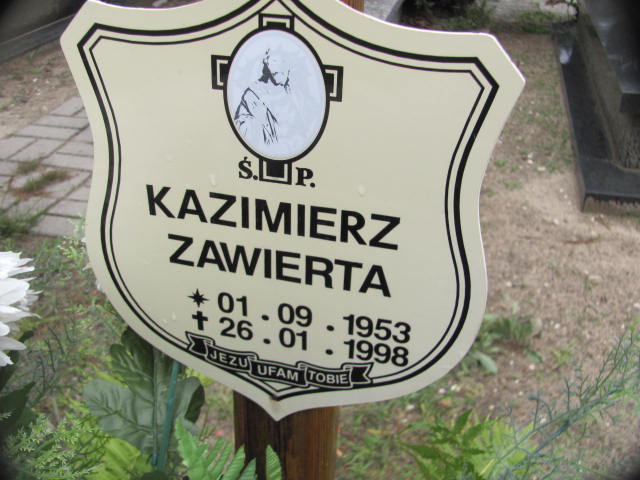 Ś. P.
KAZIMIERZ
ZAWIERTA
* 01 . 09 . 1953
✝ 26 . 01 . 1998
JEZU UFAM TOBIE